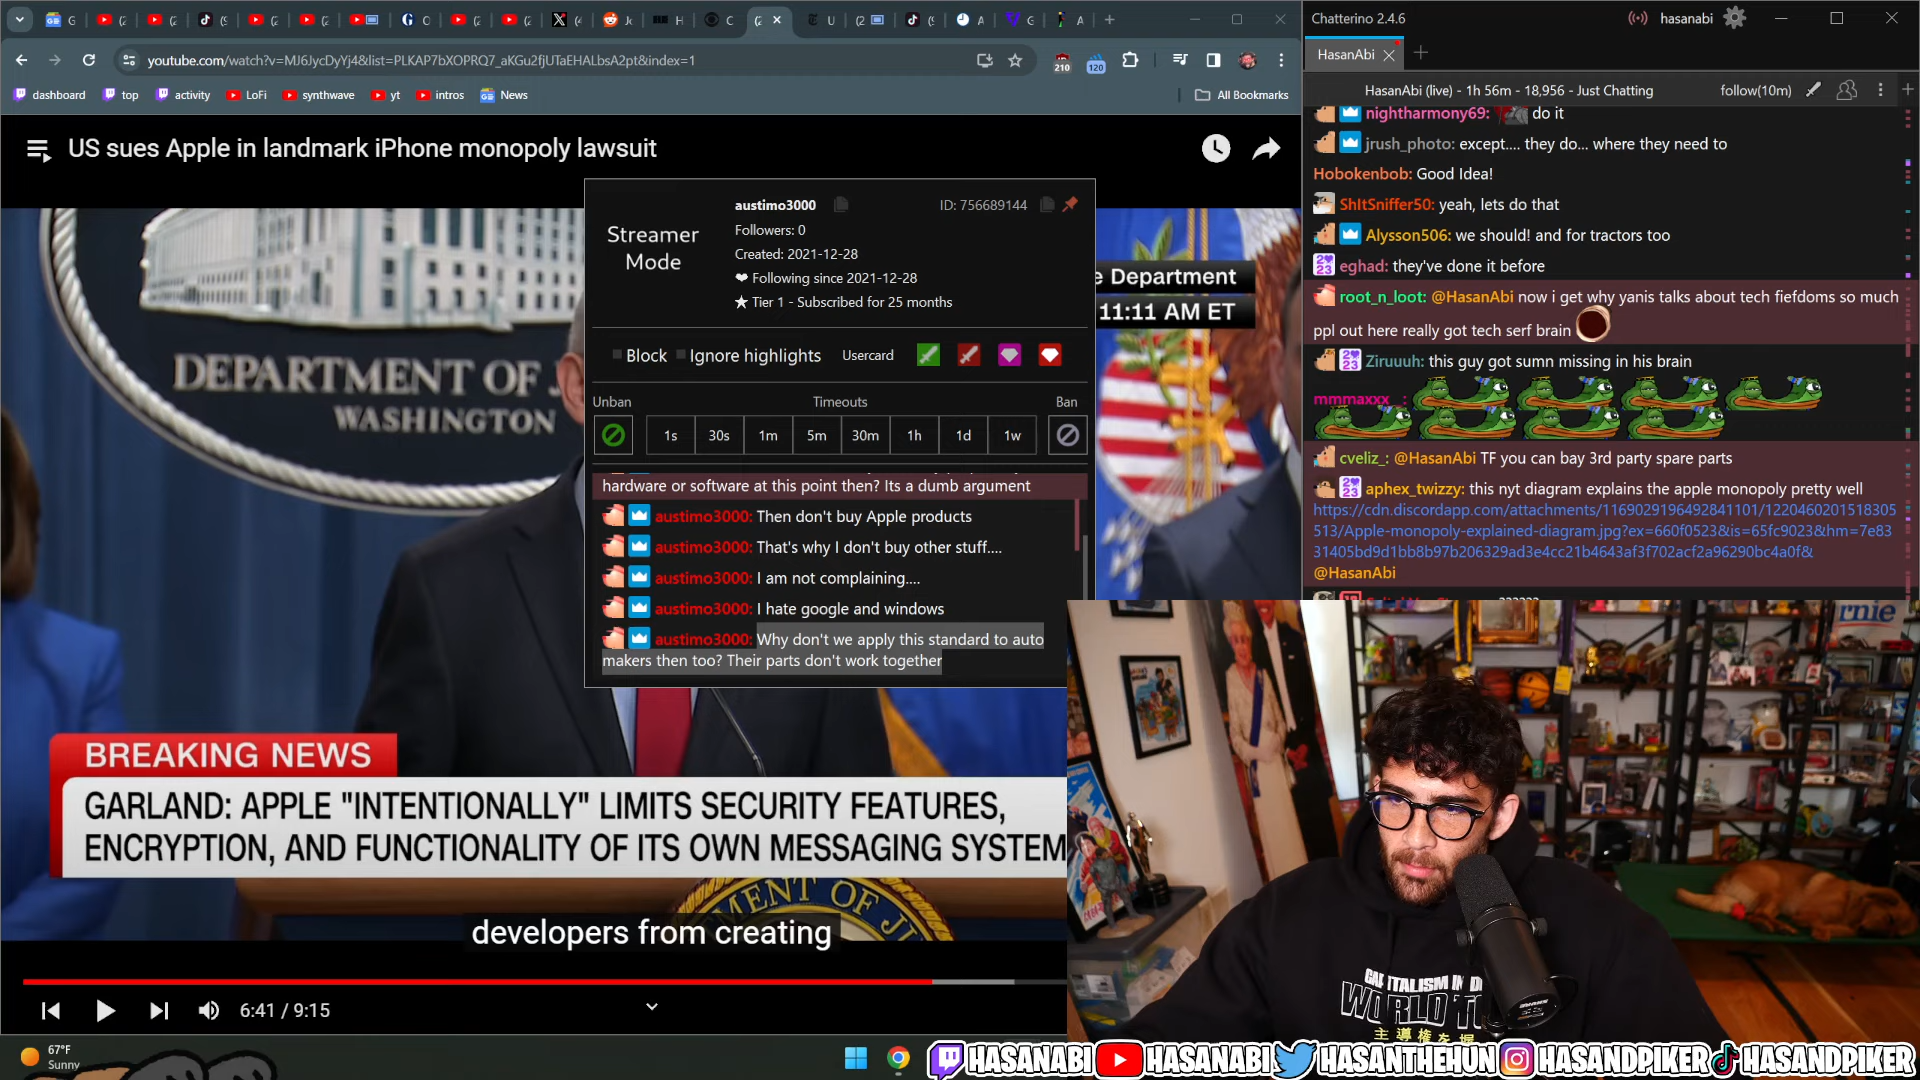 youtube.com/watch?v=MJ6JycDyYj4&list=PLKAP7bXOPRQ7_aKGu2fjUTaEHALbsA2pt&index=1
210
120
dashboard
top
activity
LoFi
synthwave
yt
intros
News
All Bookmarks
US sues Apple in landmark iPhone monopoly lawsuit
DEPARTMENT OF J
WASHINGTON
e Department
11:11 AM ET
Streamer
Mode
austimo3000
ID: 756689144
Followers: 0
Created: 2021-12-28
Following since 2021-12-28
Tier 1 - Subscribed for 25 months
Block
Ignore highlights
Usercard
Unban
Timeouts
Ban
1s
30s
1m
5m
30m
1h
1d
1w
hardware or software at this point then? Its a dumb argument
austimo3000: Then don't buy Apple products
austimo3000: That's why I don't buy other stuff....
austimo3000: I am not complaining....
austimo3000: I hate google and windows
austimo3000: Why don't we apply this standard to auto
makers then too? Their parts don't work together
BREAKING NEWS
GARLAND: APPLE "INTENTIONALLY" LIMITS SECURITY FEATURES,
ENCRYPTION, AND FUNCTIONALITY OF ITS OWN MESSAGING SYSTEM
developers from creating
6:41 / 9:15
67°F
Sunny
Chatterino 2.4.6
hasanabi
HasanAbi
HasanAbi (live) - 1h 56m - 18,956 - Just Chatting
follow(10m)
nightharmony69: do it
jrush_photo: except.... they do... where they need to
Hobokenbob: Good Idea!
ShItSniffer50: yeah, lets do that
Alysson506: we should! and for tractors too
eghad: they've done it before
root_n_loot: @HasanAbi now i get why yanis talks about tech fiefdoms so much
ppl out here really got tech serf brain
Ziruuuh: this guy got sumn missing in his brain
mmmaxxx__:
cveliz_: @HasanAbi TF you can bay 3rd party spare parts
aphex_twizzy: this nyt diagram explains the apple monopoly pretty well
https://cdn.discordapp.com/attachments/1169029196492841101/1220460201518305
513/Apple-monopoly-explained-diagram.jpg?ex=660f0523&is=65fc9023&hm=7e83
31405bd9d1bb8b97b206329ad3e4cc21b4643af3f702acf2a96290bc4a0f&
@HasanAbi
rnie
CAPITALISM IN D
WORLD TO
主導権を握
HASANABI
HASANABI
HASANTHEHUN
HASANDPIKER
HASANDPIKER